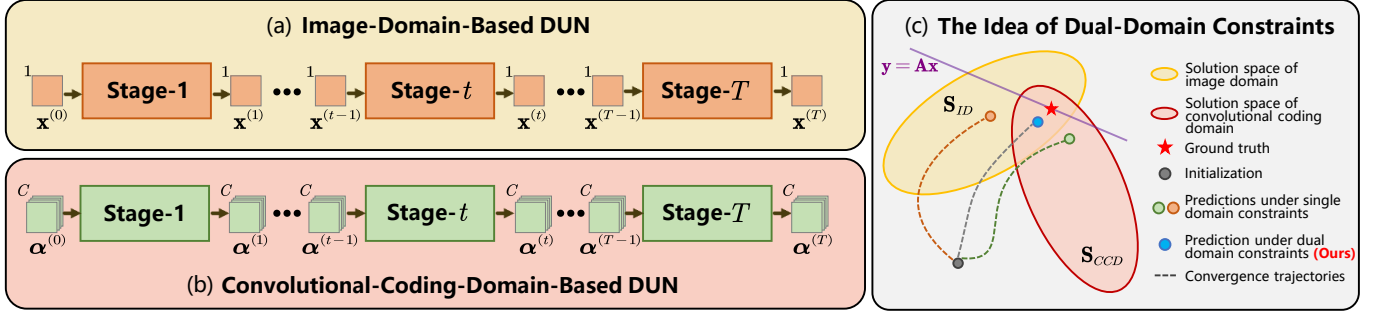 (a) Image-Domain-Based DUN
1 1 1 1 1 1
Stage-1 Stage-t Stage-T
x^(0) x^(1) ••• x^(t−1) x^(t) ••• x^(T−1) x^(T)
C C C C C C
Stage-1 Stage-t Stage-T
α^(0) α^(1) ••• α^(t−1) α^(t) ••• α^(T−1) α^(T)
(b) Convolutional-Coding-Domain-Based DUN
(c) The Idea of Dual-Domain Constraints
y = Ax
S_ID
S_CCD
Solution space of
image domain
Solution space of
convolutional coding
domain
Ground truth
Initialization
Predictions under single
domain constraints
Prediction under dual
domain constraints (Ours)
Convergence trajectories